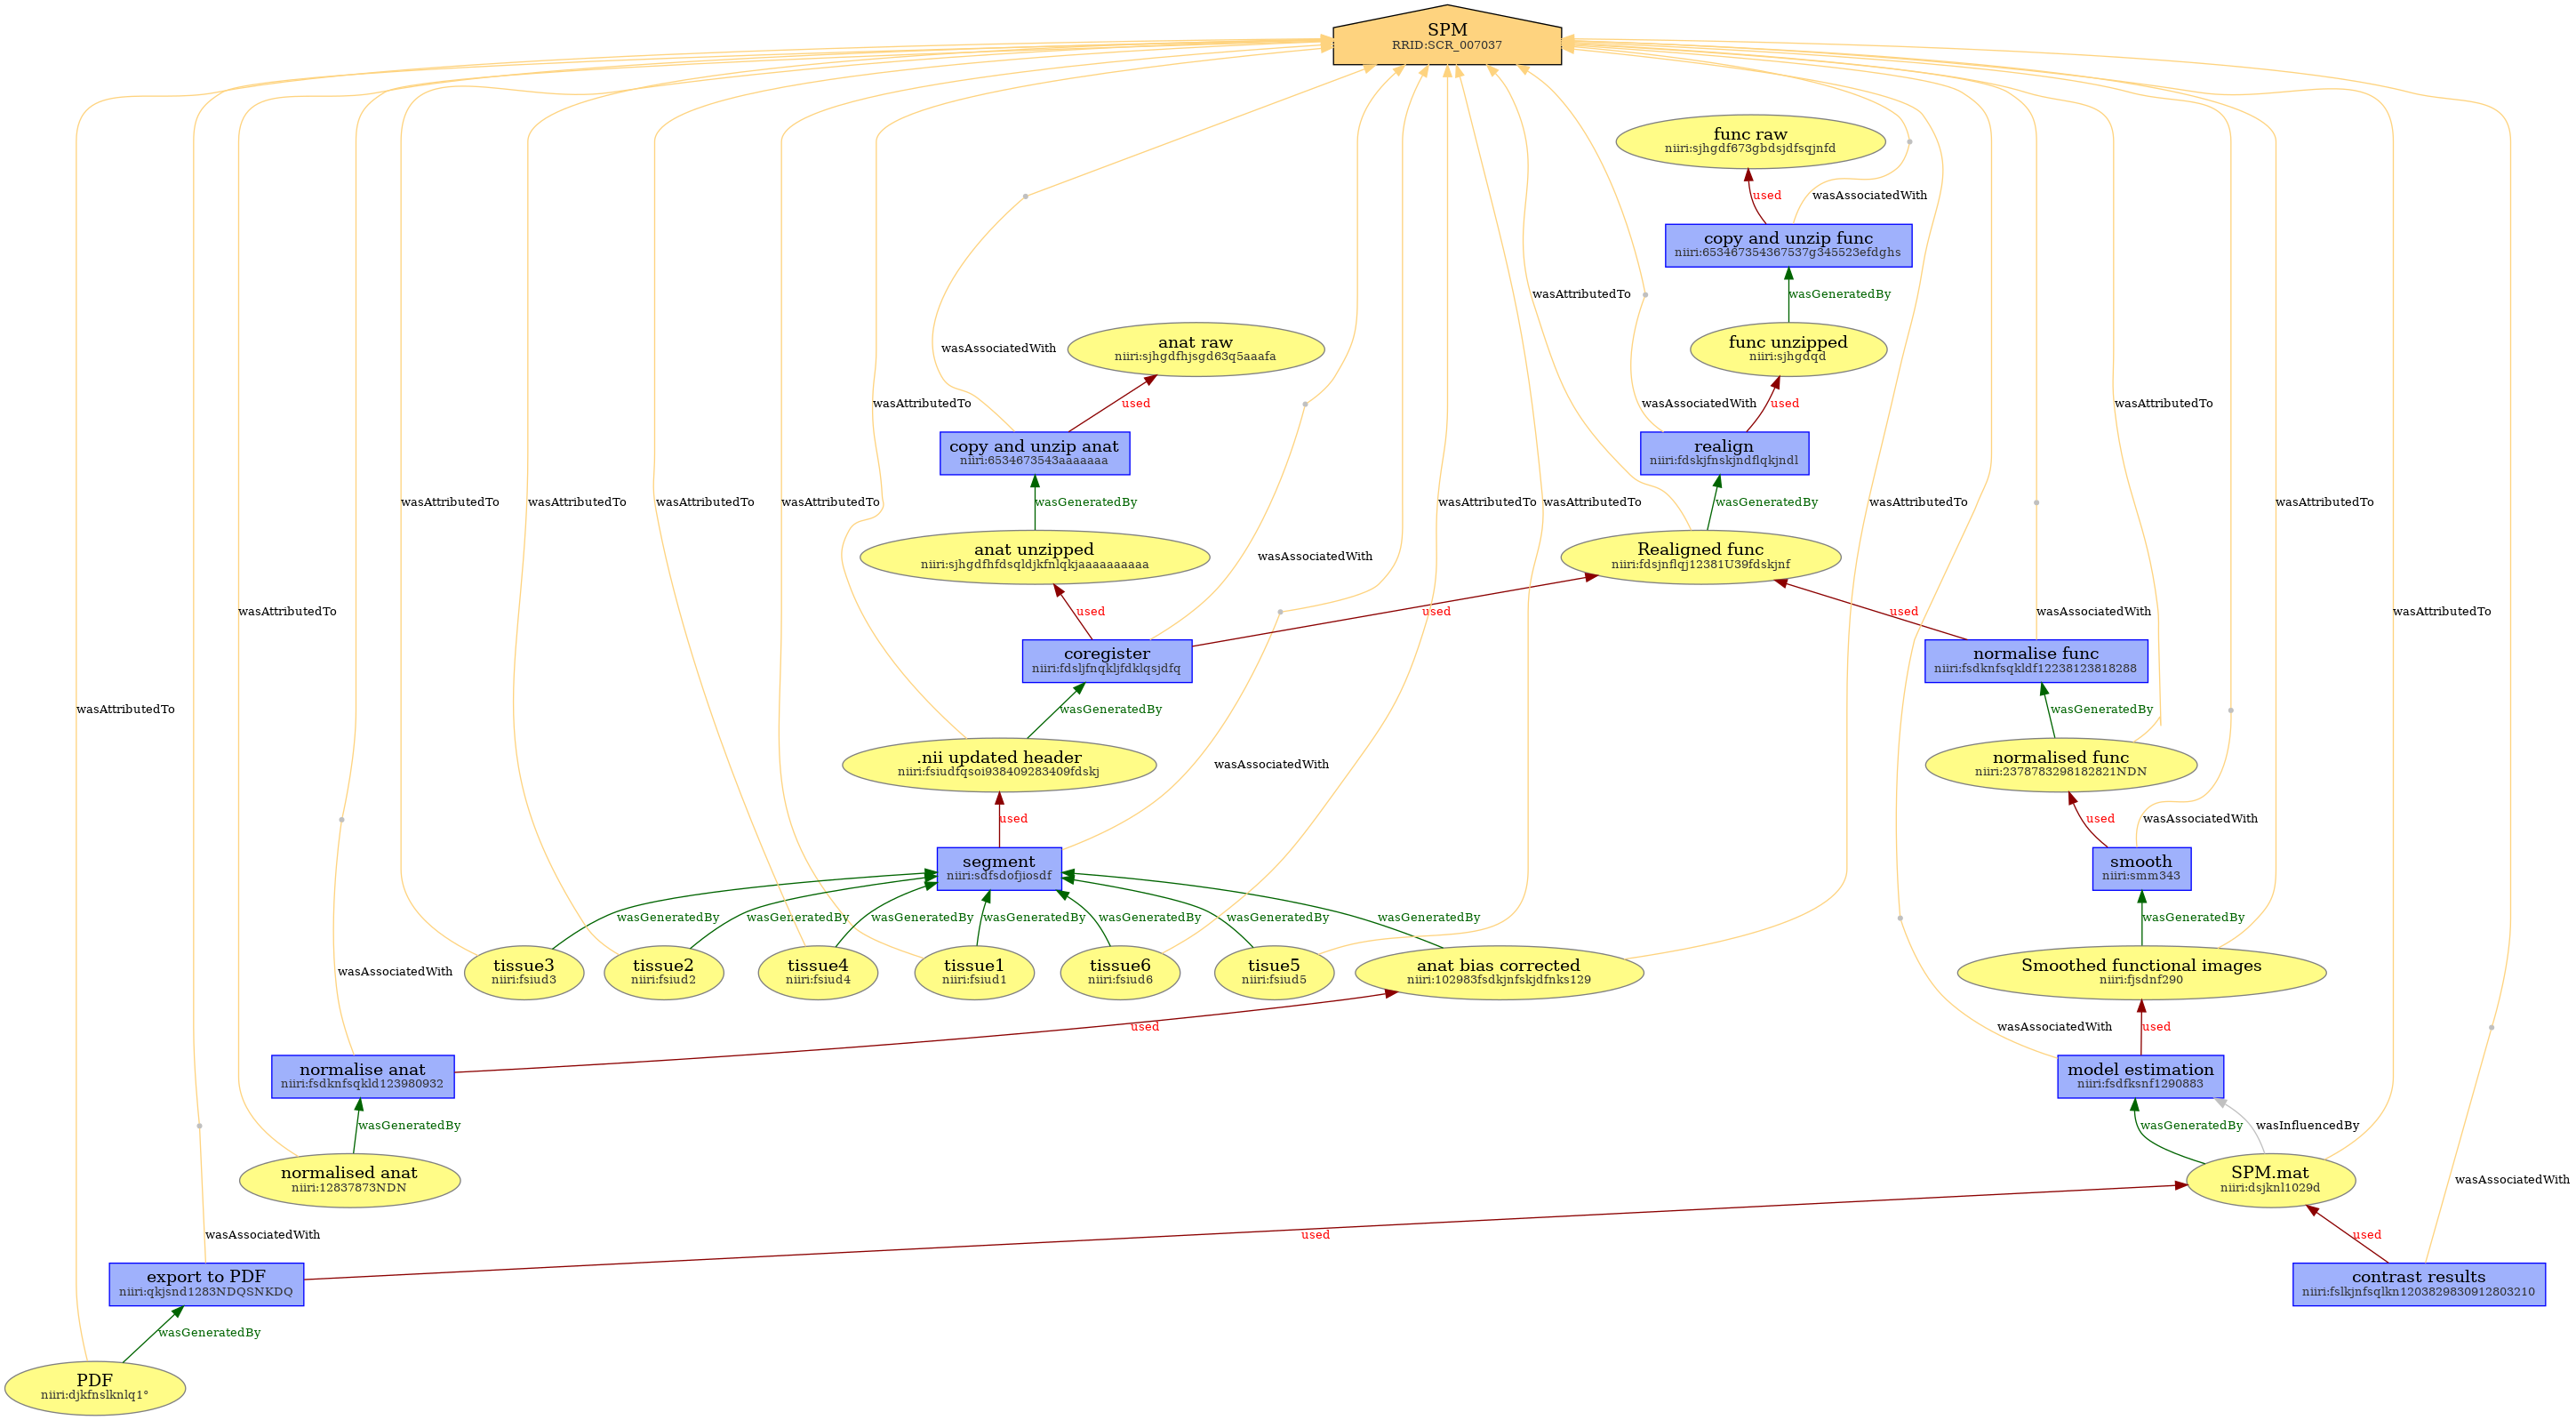 SPM
RRID:SCR_007037
func raw
niiri:sjhgdf673gbdsjdfsqjnfd
used
wasAssociatedWith
copy and unzip func
niiri:653467354367537g345523efdghs
wasAttributedTo
wasGeneratedBy
wasAssociatedWith
anat raw
niiri:sjhgdfhjsgd63q5aaafa
func unzipped
niiri:sjhgdqd
wasAttributedTo
used
wasAssociatedWith
used
wasAttributedTo
copy and unzip anat
niiri:6534673543aaaaaaa
realign
niiri:fdskjfnskjndflqkjndl
wasAttributedTo
wasAttributedTo
wasAttributedTo
wasAttributedTo
wasGeneratedBy
wasAttributedTo
wasAttributedTo
wasGeneratedBy
wasAttributedTo
wasAttributedTo
anat unzipped
niiri:sjhgdfhfdsqldjkfnlqkjaaaaaaaaaa
wasAssociatedWith
Realigned func
niiri:fdsjnflqj12381U39fdskjnf
wasAttributedTo
used
used
used
wasAssociatedWith
wasAttributedTo
coregister
niiri:fdsljfnqkljfdklqsjdfq
normalise func
niiri:fsdknfsqkldf12238123818288
wasAttributedTo
wasGeneratedBy
wasGeneratedBy
.nii updated header
niiri:fsiudfqsoi938409283409fdskj
wasAssociatedWith
normalised func
niiri:2378783298182821NDN
used
used
wasAssociatedWith
segment
niiri:sdfsdofjiosdf
smooth
niiri:smm343
wasGeneratedBy
wasGeneratedBy
wasGeneratedBy
wasGeneratedBy
wasGeneratedBy
wasGeneratedBy
wasGeneratedBy
wasGeneratedBy
wasAssociatedWith
tissue3
niiri:fsiud3
tissue2
niiri:fsiud2
tissue4
niiri:fsiud4
tissue1
niiri:fsiud1
tissue6
niiri:fsiud6
tisue5
niiri:fsiud5
anat bias corrected
niiri:102983fsdkjnfskjdfnks129
Smoothed functional images
niiri:fjsdnf290
used
wasAssociatedWith
used
normalise anat
niiri:fsdknfsqkld123980932
model estimation
niiri:fsdfksnf1290883
wasGeneratedBy
wasGeneratedBy
wasInfluencedBy
normalised anat
niiri:12837873NDN
SPM.mat
niiri:dsjknl1029d
wasAssociatedWith
wasAssociatedWith
used
used
export to PDF
niiri:qkjsnd1283NDQSNKDQ
contrast results
niiri:fslkjnfsqlkn1203829830912803210
wasGeneratedBy
PDF
niiri:djkfnslknlq1°